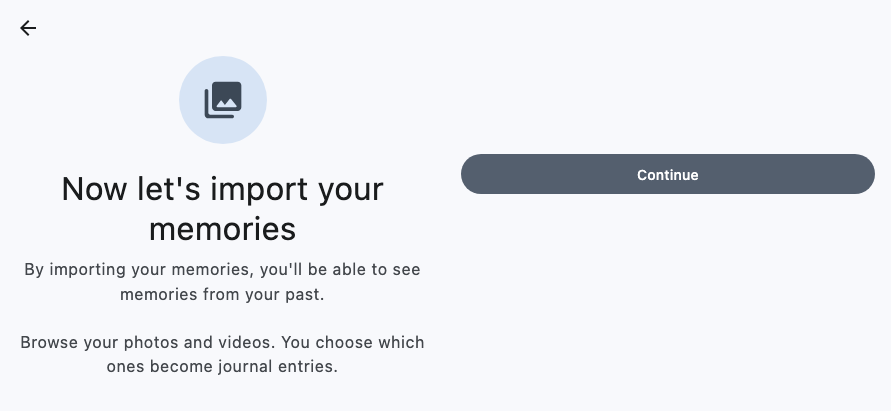 Now let's import your
memories
By importing your memories, you'll be able to see
memories from your past.
Browse your photos and videos. You choose which
ones become journal entries.
Continue